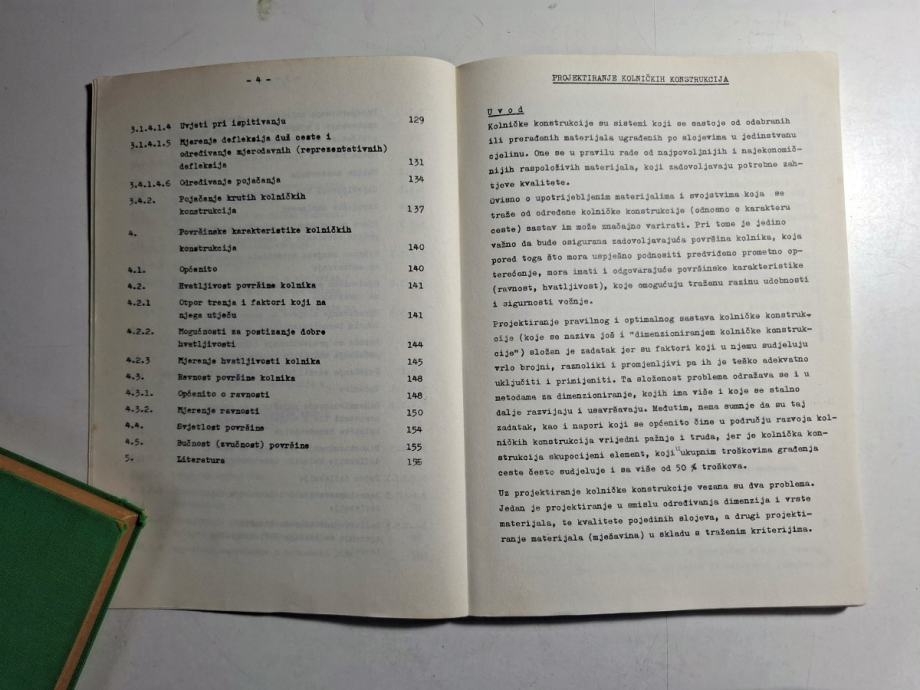 - 4 -
3.1.4.1.4 Uvjeti pri ispitivanju 129
3.1.4.1.5 Mjerenje defleksija duž ceste i
određivanje mjerodavnih (reprezentativnih)
defleksija 131
3.4.1.4.6 Određivanje pojačanja 134
3.4.2. Pojačanje krutih kolničkih
konstrukcija 137
4. Površinske karakteristike kolničkih
konstrukcija 140
4.1. Općenito 140
4.2. Hvatljivost površine kolnika 141
4.2.1 Otpor trenja i faktori koji na
njega utječu 141
4.2.2. Mogućnosti za postizanje dobre
hvatljivosti 144
4.2.3 Mjerenje hvatljivosti kolnika 145
4.3. Ravnost površine kolnika 148
4.3.1. Općenito o ravnosti 148
4.3.2. Mjerenje ravnosti 150
4.4. Svjetlost površine 154
4.5. Bučnost (zvučnost) površine 155
5. Literatura
PROJEKTIRANJE KOLNIČKIH KONSTRUKCIJA
U v o d
Kolničke konstrukcije su sistemi koji se sastoje od odabranih
ili prerađenih materijala ugrađenih po slojevima u jedinstvenu
cjelinu. One se u pravilu rade od najpovoljnijih i najekonomič-
nijih raspoloživih materijala, koji zadovoljavaju potrebne zah-
tjeve kvalitete.
Ovisno o upotrijebljenim materijalima i svojstvima koja se
traže od određene kolničke konstrukcije (odnosno o karakteru
ceste) sastav im može značajno varirati. Pri tome je jedino
važno da bude osigurana zadovoljavajuća površina kolnika, koja
pored toga što mora uspješno podnositi predviđeno prometno op-
terećenje, mora imati i odgovarajuće površinske karakteristike
(ravnost, hvatljivost), koje omogućuju traženu razinu udobnosti
i sigurnosti vožnje.
Projektiranje pravilnog i optimalnog sastava kolničke konstruk-
cije (koje se naziva još i "dimenzioniranjem kolničke konstruk-
cije") složen je zadatak jer su faktori koji u njemu sudjeluju
vrlo brojni, raznoliki i promjenljivi pa ih je teško adekvatno
uključiti i primijeniti. Ta složenost problema odražava se i u
metodama za dimenzioniranje, kojih ima više i koje se stalno
dalje razvijaju i usavršavaju. Međutim, nema sumnje da su taj
zadatak, kao i napori koji se općenito čine u području razvoja kol-
ničkih konstrukcija vrijedni pažnje i truda, jer je kolnička kon-
strukcija skupocjeni element, koji u ukupnim troškovima građenja
ceste često sudjeluje i sa više od 50 % troškova.
Uz projektiranje kolničke konstrukcije vezana su dva problema.
Jedan je projektiranje u smislu određivanja dimenzija i vrste
materijala, te kvalitete pojedinih slojeva, a drugi projekti-
ranje materijala (mješavina) u skladu s traženim kriterijima.